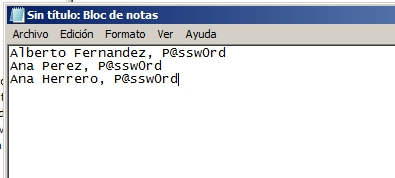 Sin título: Bloc de notas
Archivo Edición Formato Ver Ayuda
Alberto Fernandez, P@ssw0rd
Ana Perez, P@ssw0rd
Ana Herrero, P@ssw0rd